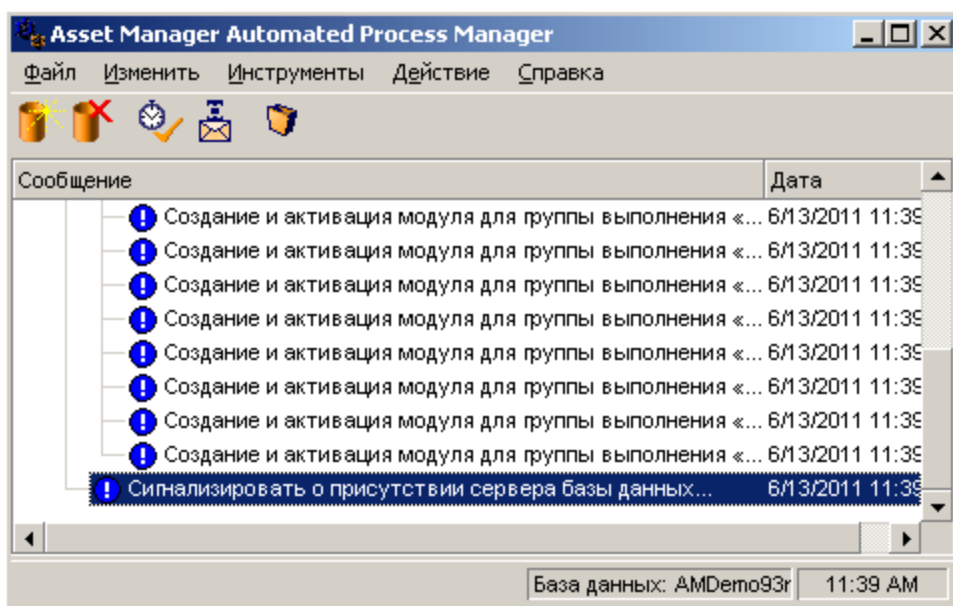 Asset Manager Automated Process Manager
Файл Изменить Инструменты Действие Справка
Сообщение Дата
Создание и активация модуля для группы выполнения «... 6/13/2011 11:39
Создание и активация модуля для группы выполнения «... 6/13/2011 11:39
Создание и активация модуля для группы выполнения «... 6/13/2011 11:39
Создание и активация модуля для группы выполнения «... 6/13/2011 11:39
Создание и активация модуля для группы выполнения «... 6/13/2011 11:39
Создание и активация модуля для группы выполнения «... 6/13/2011 11:39
Создание и активация модуля для группы выполнения «... 6/13/2011 11:39
Создание и активация модуля для группы выполнения «... 6/13/2011 11:39
Сигнализировать о присутствии сервера базы данных... 6/13/2011 11:39
База данных: AMDemo93r 11:39 AM